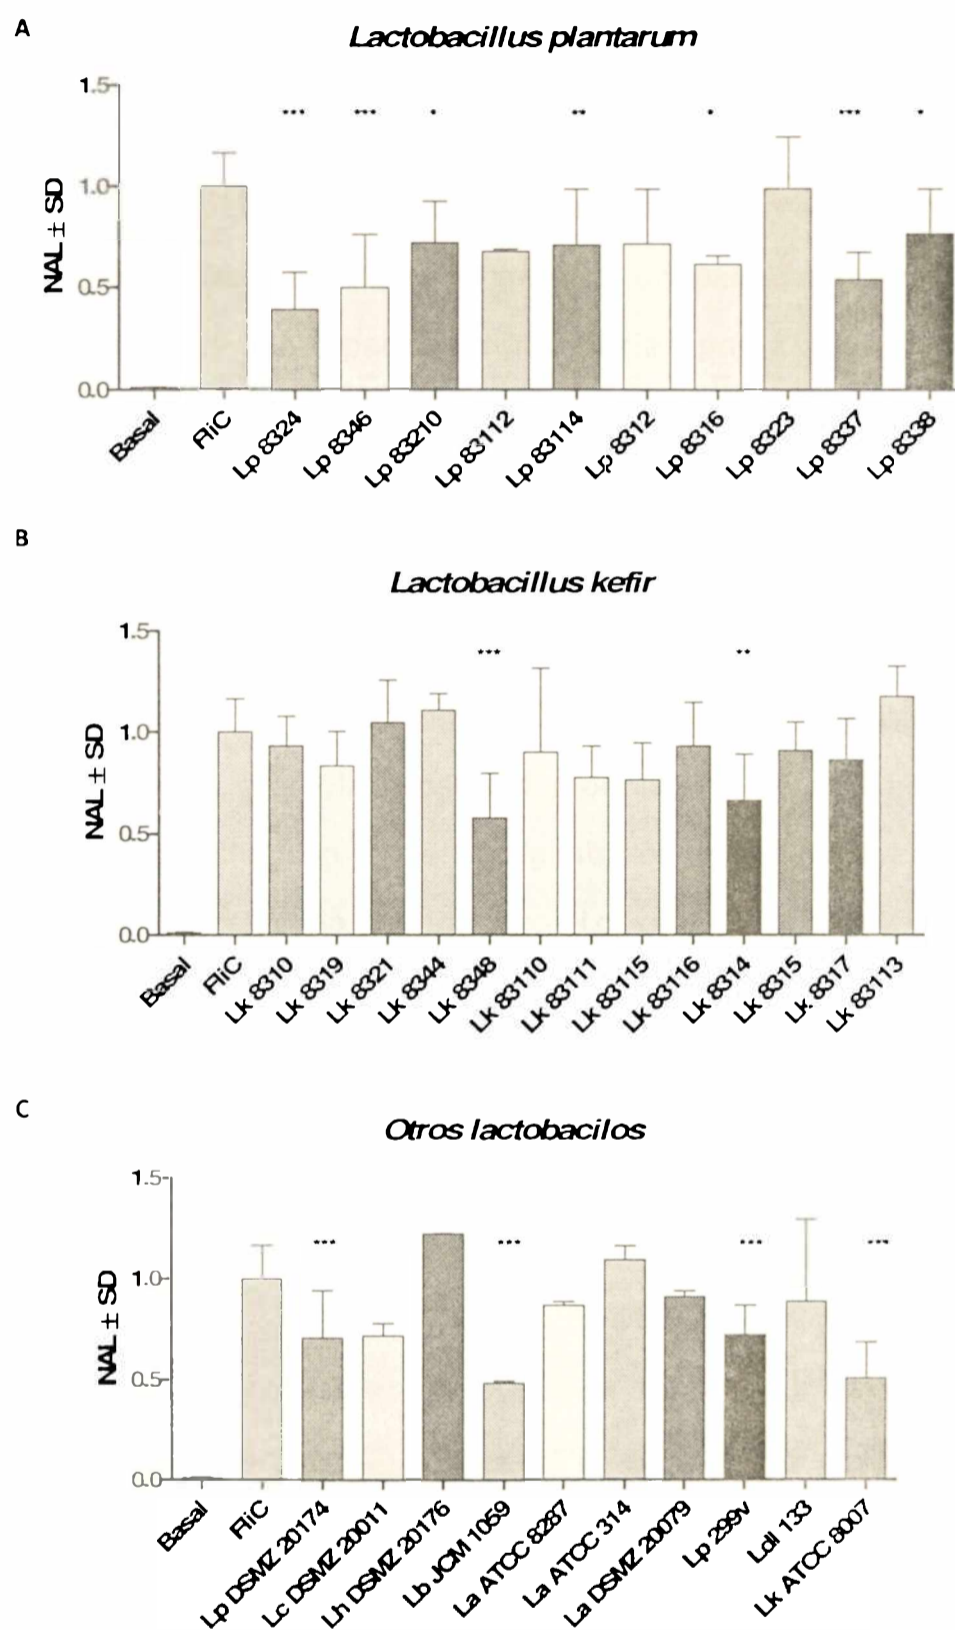 A
Lactobacillus plantarum
1.5
*** *** * ** * *** *
1.0
NAL ± SD
0.5
0.0
Basal
FliC
Lp 8324
Lp 8346
Lp 83210
Lp 83112
Lp 83114
Lp 8312
Lp 8316
Lp 8323
Lp 8337
Lp 8338
B
Lactobacillus kefir
1.5
*** **
1.0
NAL ± SD
0.5
0.0
Basal
FliC
Lk 8310
Lk 8319
Lk 8321
Lk 8344
Lk 8348
Lk 83110
Lk 83111
Lk 83115
Lk 83116
Lk 8314
Lk 8315
Lk 8317
Lk 83113
C
Otros lactobacilos
1.5
*** *** *** ***
1.0
NAL ± SD
0.5
0.0
Basal
FliC
Lp DSMZ 20174
Lc DSMZ 20011
Lh DSMZ 20176
Lb JCM 1059
La ATCC 8287
La ATCC 314
La DSMZ 20079
Lp 299v
Ldl 133
Lk ATCC 8007